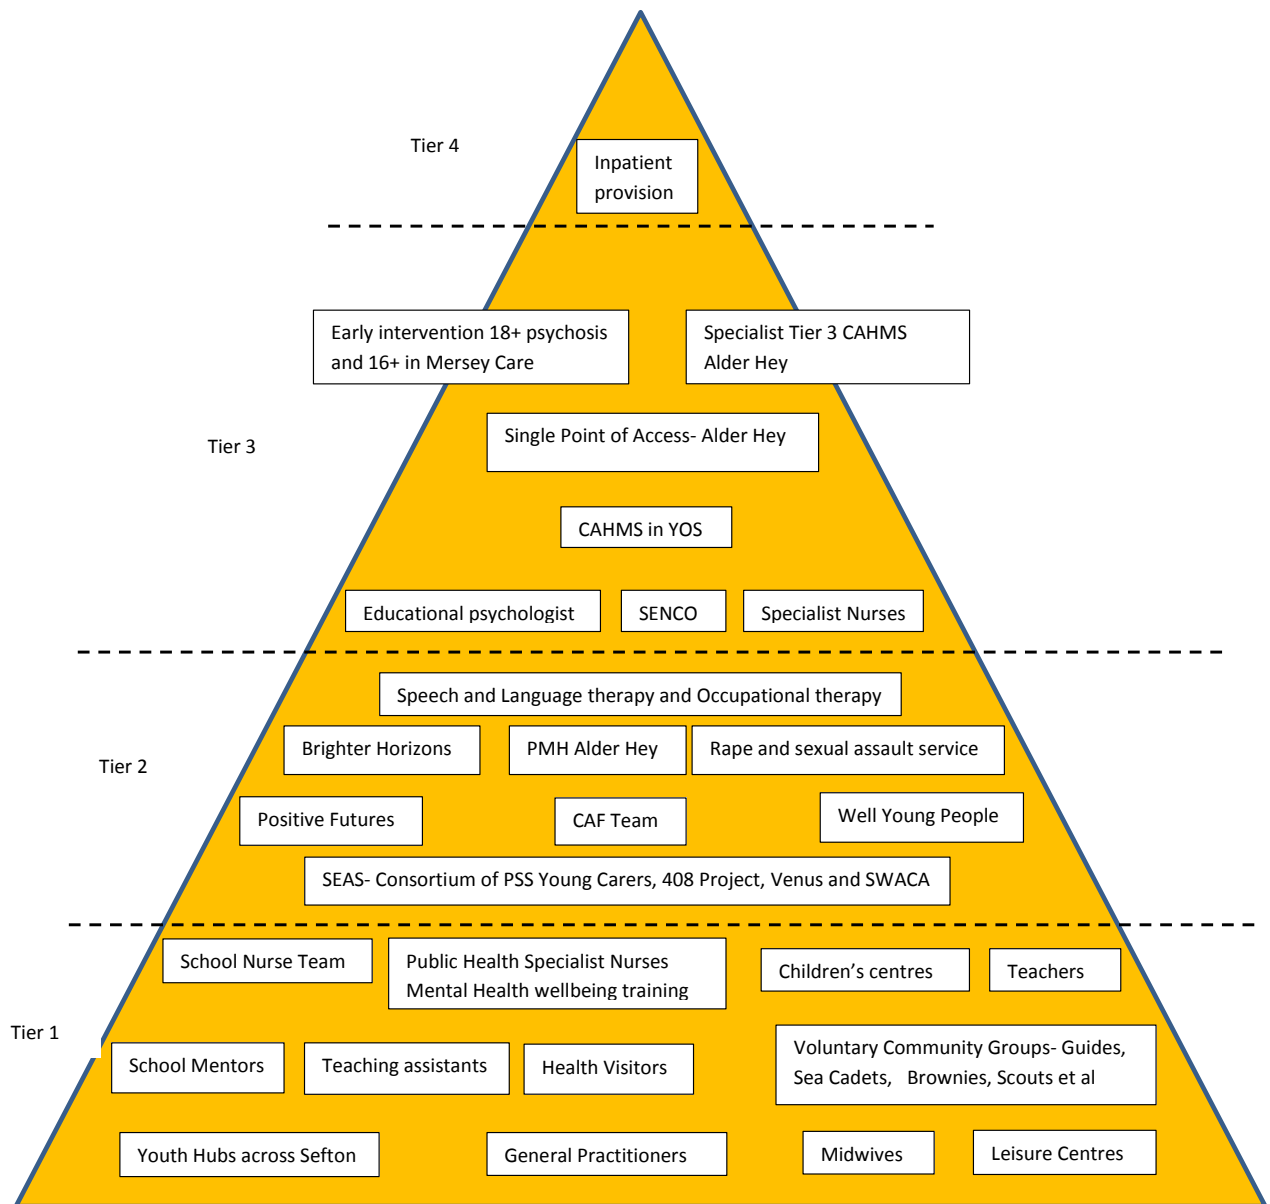 Tier 4
Inpatient
provision
Early intervention 18+ psychosis
and 16+ in Mersey Care
Specialist Tier 3 CAHMS
Alder Hey
Tier 3
Single Point of Access- Alder Hey
CAHMS in YOS
Educational psychologist
SENCO
Specialist Nurses
Speech and Language therapy and Occupational therapy
Tier 2
Brighter Horizons
PMH Alder Hey
Rape and sexual assault service
Positive Futures
CAF Team
Well Young People
SEAS- Consortium of PSS Young Carers, 408 Project, Venus and SWACA
School Nurse Team
Public Health Specialist Nurses
Mental Health wellbeing training
Children’s centres
Teachers
Tier 1
School Mentors
Teaching assistants
Health Visitors
Voluntary Community Groups- Guides,
Sea Cadets, Brownies, Scouts et al
Youth Hubs across Sefton
General Practitioners
Midwives
Leisure Centres